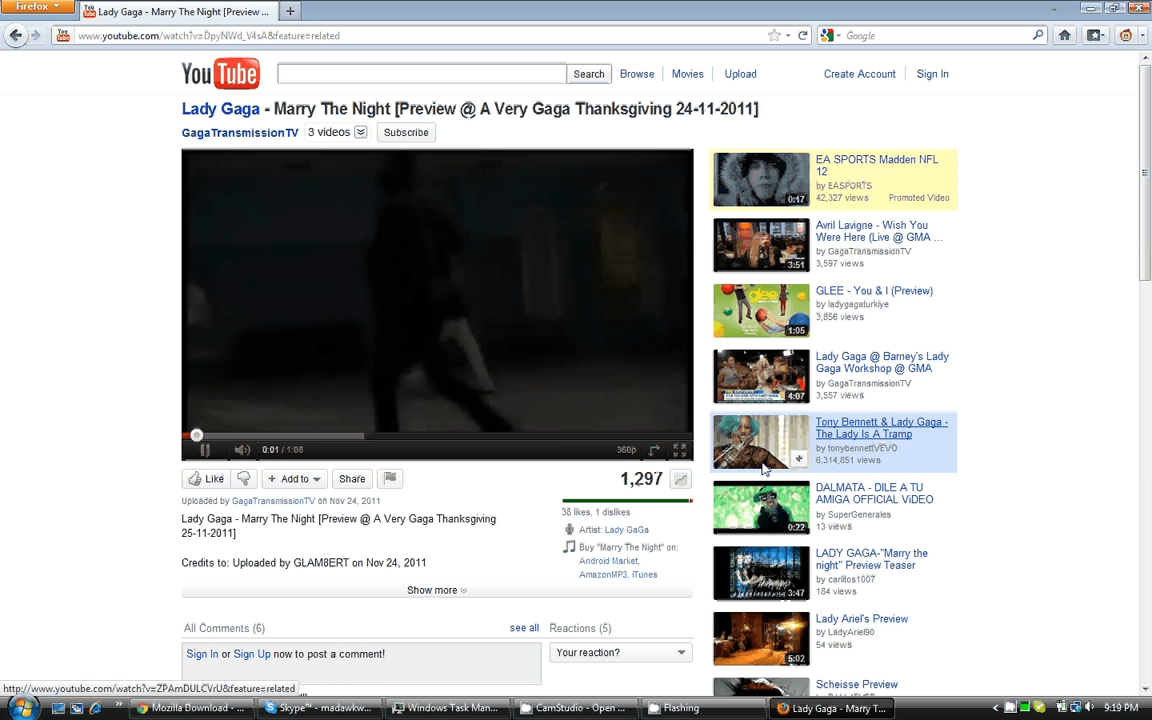 Firefox
Lady Gaga - Marry The Night [Preview ...
www.youtube.com/watch?v=DpyNWd_V4sA&feature=related
Google
YouTube
Search
Browse
Movies
Upload
Create Account
Sign In
Lady Gaga - Marry The Night [Preview @ A Very Gaga Thanksgiving 24-11-2011]
GagaTransmissionTV
3 videos
Subscribe
0:01 / 1:08
360p
Like
Add to
Share
1,297
Uploaded by GagaTransmissionTV on Nov 24, 2011
Lady Gaga - Marry The Night [Preview @ A Very Gaga Thanksgiving
25-11-2011]
Credits to: Uploaded by GLAM8ERT on Nov 24, 2011
38 likes, 1 dislikes
Artist: Lady GaGa
Buy "Marry The Night" on:
Android Market,
AmazonMP3, iTunes
Show more
All Comments (6)
see all
Sign In or Sign Up now to post a comment!
Reactions (5)
Your reaction?
EA SPORTS Madden NFL
12
by EASPORTS
42,327 views
Promoted Video
0:17
Avril Lavigne - Wish You
Were Here (Live @ GMA ...
by GagaTransmissionTV
3,597 views
3:51
GLEE - You & I (Preview)
by ladygagaturkiye
3,856 views
1:05
Lady Gaga @ Barney's Lady
Gaga Workshop @ GMA
by GagaTransmissionTV
3,557 views
4:07
Tony Bennett & Lady Gaga -
The Lady Is A Tramp
by tonybennettVEVO
6,314,851 views
DALMATA - DILE A TU
AMIGA OFFICIAL ViDEO
by SuperGenerales
13 views
0:22
LADY GAGA-"Marry the
night" Preview Teaser
by carlitos1007
184 views
3:47
Lady Ariel's Preview
by LadyAriel90
54 views
5:02
Scheisse Preview
http://www.youtube.com/watch?v=ZPAmDULCVrU&feature=related
Mozilla Download - ...
Skype™ - madawkw...
Windows Task Man...
CamStudio - Open ...
Flashing
Lady Gaga - Marry T...
9:19 PM